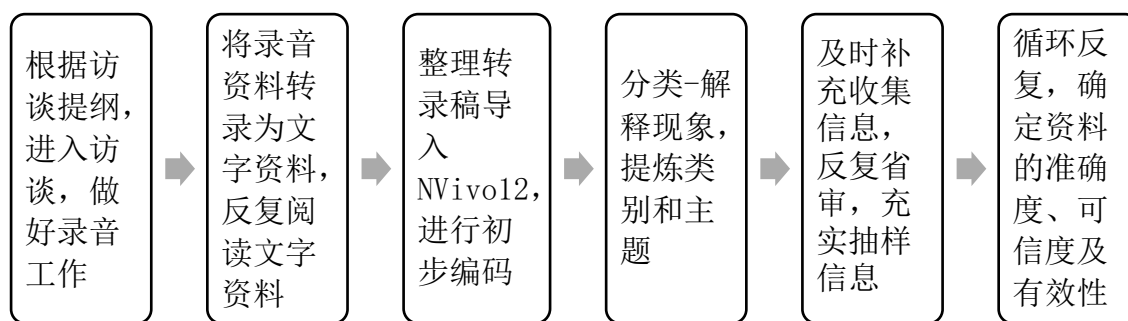 根据访
谈提纲，
进入访
谈，做
好录音
工作
将录音
资料转
录为文
字资料，
反复阅
读文字
资料
整理转
录稿导
入
NVivo12，
进行初
步编码
分类-解
释现象，
提炼类
别和主
题
及时补
充收集
信息，
反复省
审，充
实抽样
信息
循环反
复，确
定资料
的准确
度、可
信度及
有效性